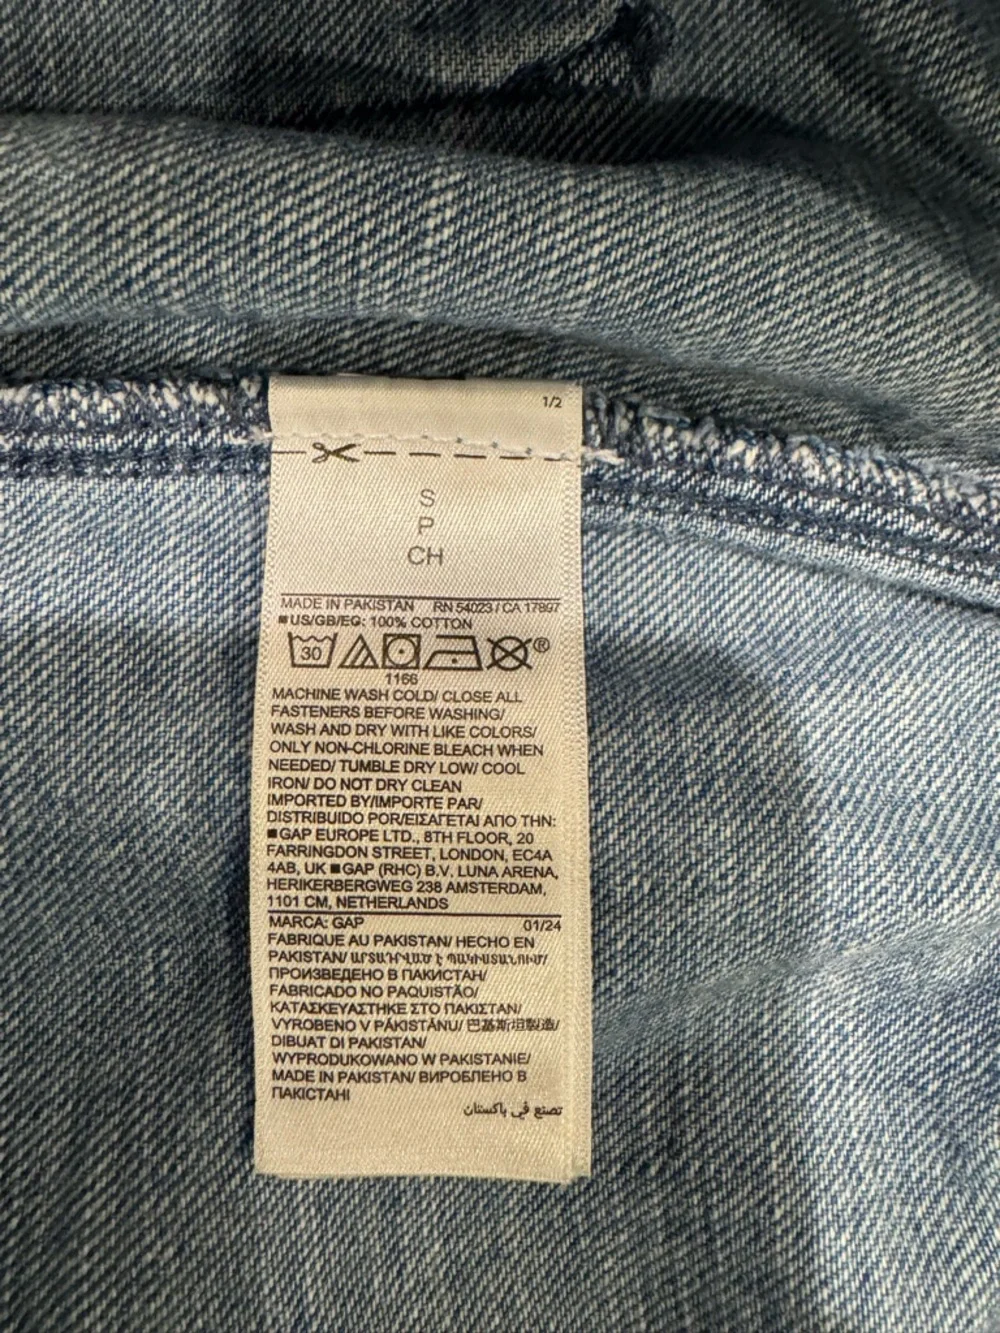 1/2
S
P
CH
MADE IN PAKISTAN RN 54023 / CA 17897
■US/GB/EG: 100% COTTON
30 ®
1166
MACHINE WASH COLD/ CLOSE ALL
FASTENERS BEFORE WASHING/
WASH AND DRY WITH LIKE COLORS/
ONLY NON-CHLORINE BLEACH WHEN
NEEDED/ TUMBLE DRY LOW/ COOL
IRON/ DO NOT DRY CLEAN
IMPORTED BY/IMPORTE PAR/
DISTRIBUIDO POR/ΕΙΣΑΓΕΤΑΙ ΑΠΟ ΤΗΝ:
■GAP EUROPE LTD., 8TH FLOOR, 20
FARRINGDON STREET, LONDON, EC4A
4AB, UK ■GAP (RHC) B.V. LUNA ARENA,
HERIKERBERGWEG 238 AMSTERDAM,
1101 CM, NETHERLANDS
MARCA: GAP 01/24
FABRIQUE AU PAKISTAN/ HECHO EN
PAKISTAN/ ԱՐՏԱԴՐՎԱԾ Է ՊԱԿԻՍՏԱՆՈՒՄ/
ПРОИЗВЕДЕНО В ПАКИСТАН/
FABRICADO NO PAQUISTÃO/
ΚΑΤΑΣΚΕΥΑΣΤΗΚΕ ΣΤΟ ΠΑΚΙΣΤΑΝ/
VYROBENO V PÁKISTÁNU/ 巴基斯坦製造/
DIBUAT DI PAKISTAN/
WYPRODUKOWANO W PAKISTANIE/
MADE IN PAKISTAN/ ВИРОБЛЕНО В
ПАКІСТАНІ
تصنع في باكستان